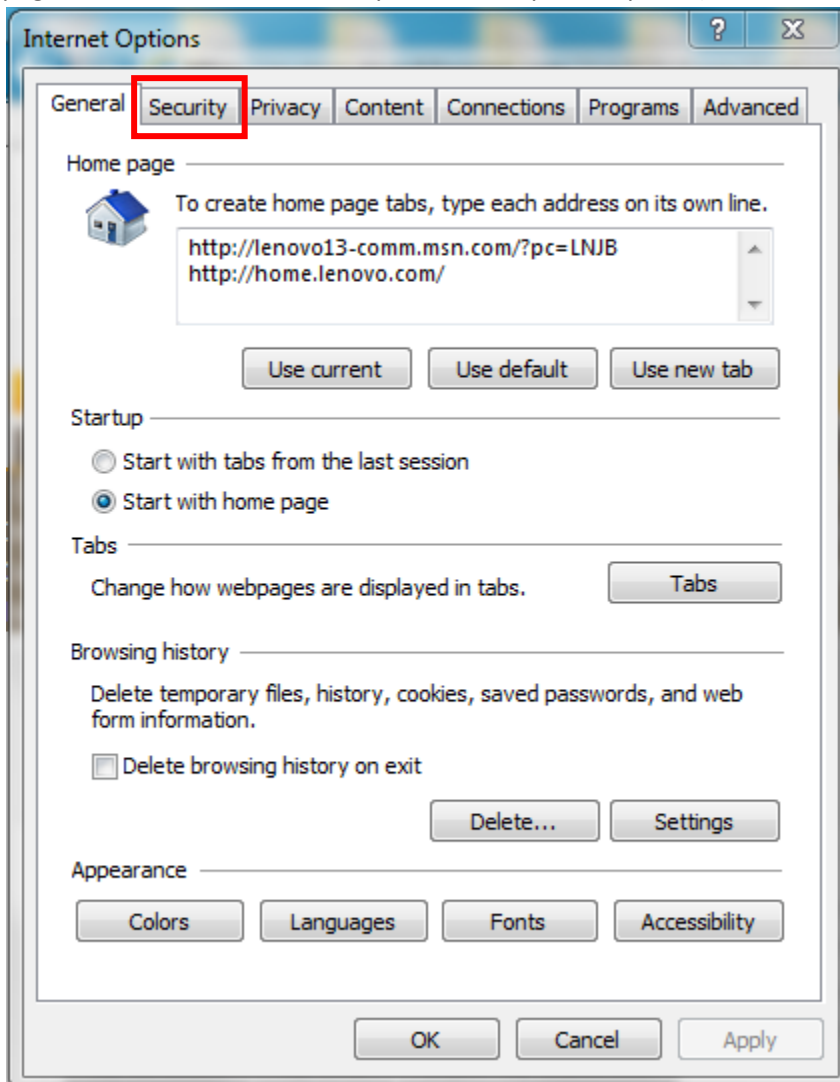 Internet Options
General Security Privacy Content Connections Programs Advanced
Home page
To create home page tabs, type each address on its own line.
http://lenovo13-comm.msn.com/?pc=LNJB
http://home.lenovo.com/
Use current Use default Use new tab
Startup
Start with tabs from the last session
Start with home page
Tabs
Change how webpages are displayed in tabs. Tabs
Browsing history
Delete temporary files, history, cookies, saved passwords, and web
form information.
Delete browsing history on exit
Delete... Settings
Appearance
Colors Languages Fonts Accessibility
OK Cancel Apply